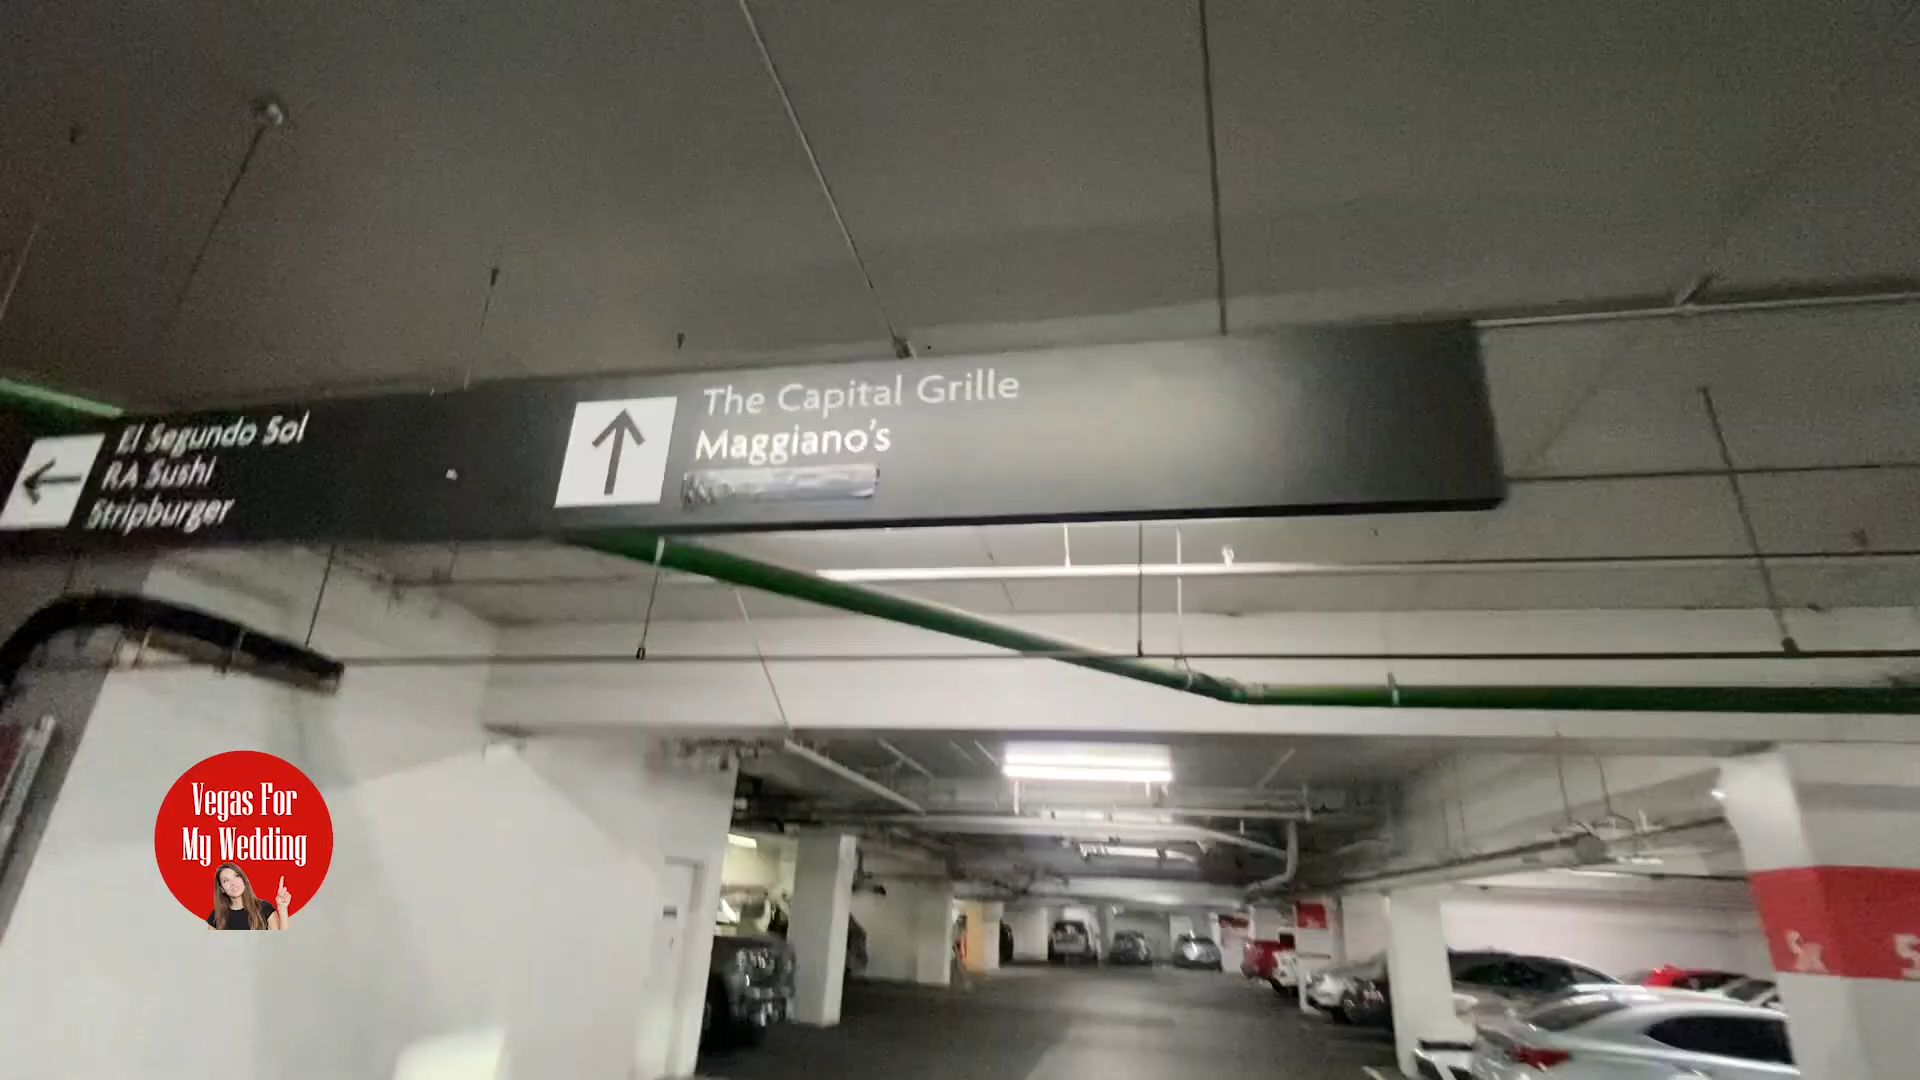 El Segundo Sol
RA Sushi
Stripburger
The Capital Grille
Maggiano's
Vegas For
My Wedding